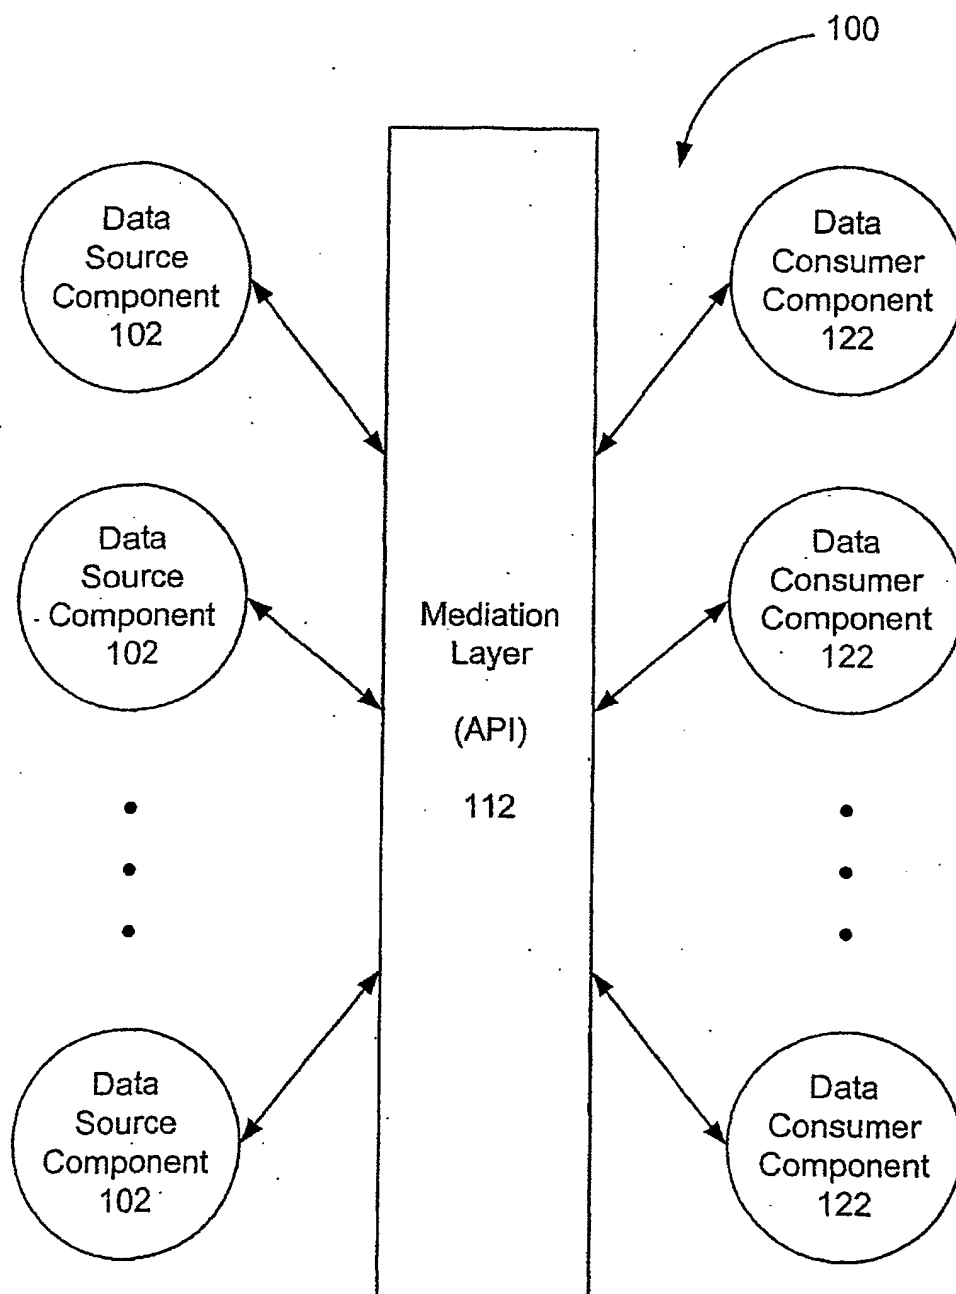 100
Data
Source
Component
102
Data
Consumer
Component
122
Data
Source
Component
102
Mediation
Layer
(API)
112
Data
Consumer
Component
122
Data
Source
Component
102
Data
Consumer
Component
122